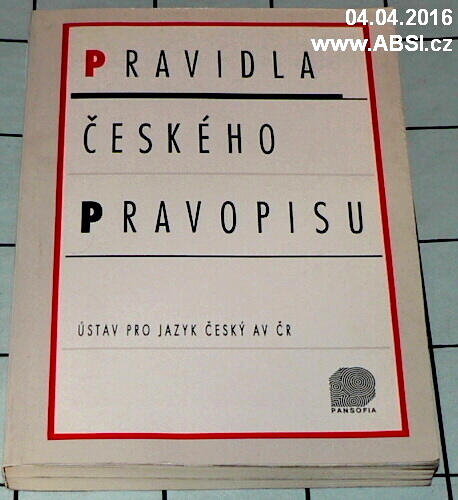 04.04.2016
www.ABSI.cz
PRAVIDLA
ČESKÉHO
PRAVOPISU
ÚSTAV PRO JAZYK ČESKÝ AV ČR
PANSOFIA